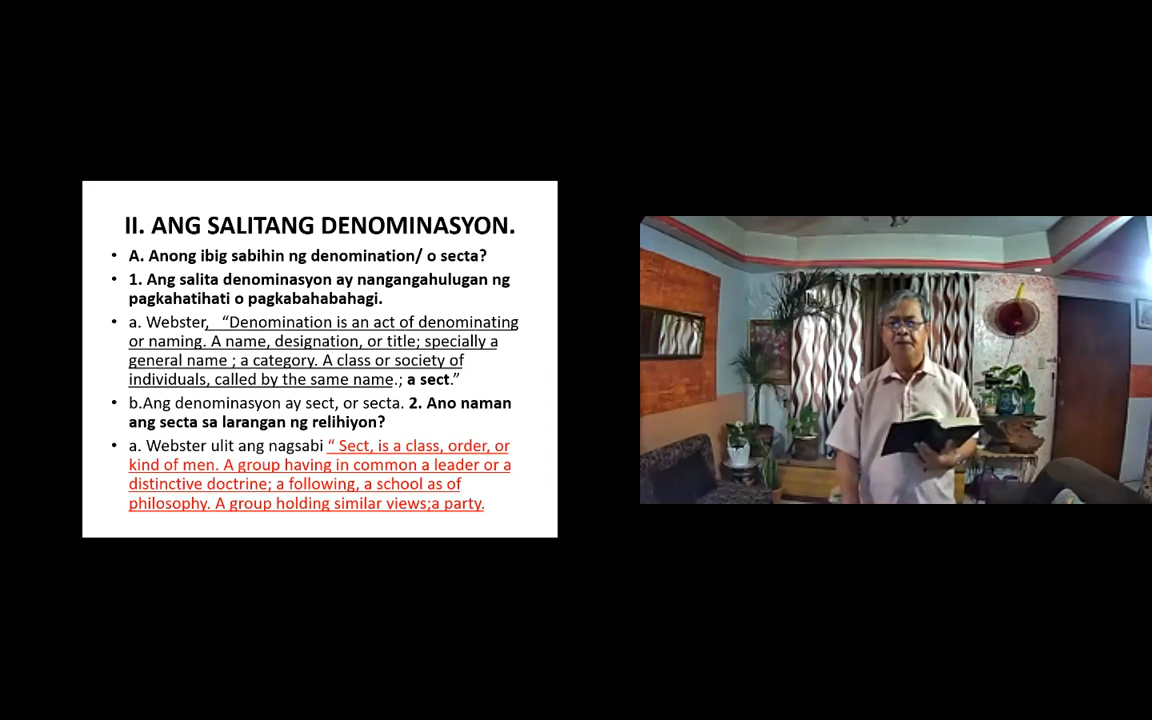 II. ANG SALITANG DENOMINASYON.
• A. Anong ibig sabihin ng denomination/ o secta?
• 1. Ang salita denominasyon ay nangangahulugan ng
pagkahatihati o pagkabahabahagi.
• a. Webster, “Denomination is an act of denominating
or naming. A name, designation, or title; specially a
general name ; a category. A class or society of
individuals, called by the same name.; a sect.”
• b.Ang denominasyon ay sect, or secta. 2. Ano naman
ang secta sa larangan ng relihiyon?
• a. Webster ulit ang nagsabi “ Sect, is a class, order, or
kind of men. A group having in common a leader or a
distinctive doctrine; a following, a school as of
philosophy. A group holding similar views;a party.